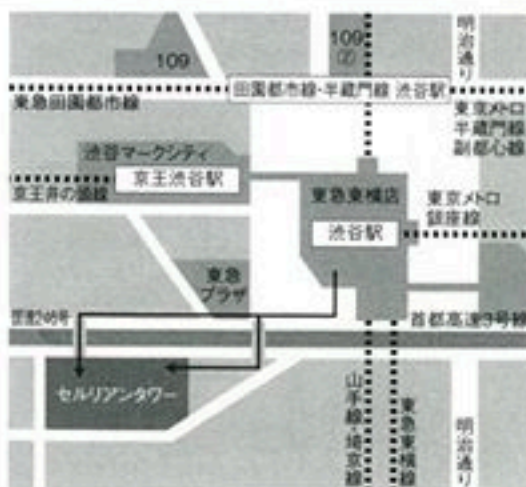 109
109
②
明治通り
田園都市線・半蔵門線 渋谷駅
東急田園都市線
東京メトロ
半蔵門線
副都心線
渋谷マークシティ
京王渋谷駅
京王井の頭線
東急東横店
渋谷駅
東京メトロ
銀座線
東急
プラザ
国道246号
首都高速3号線
セルリアンタワー
山手線・埼京線
東急東横線
明治通り